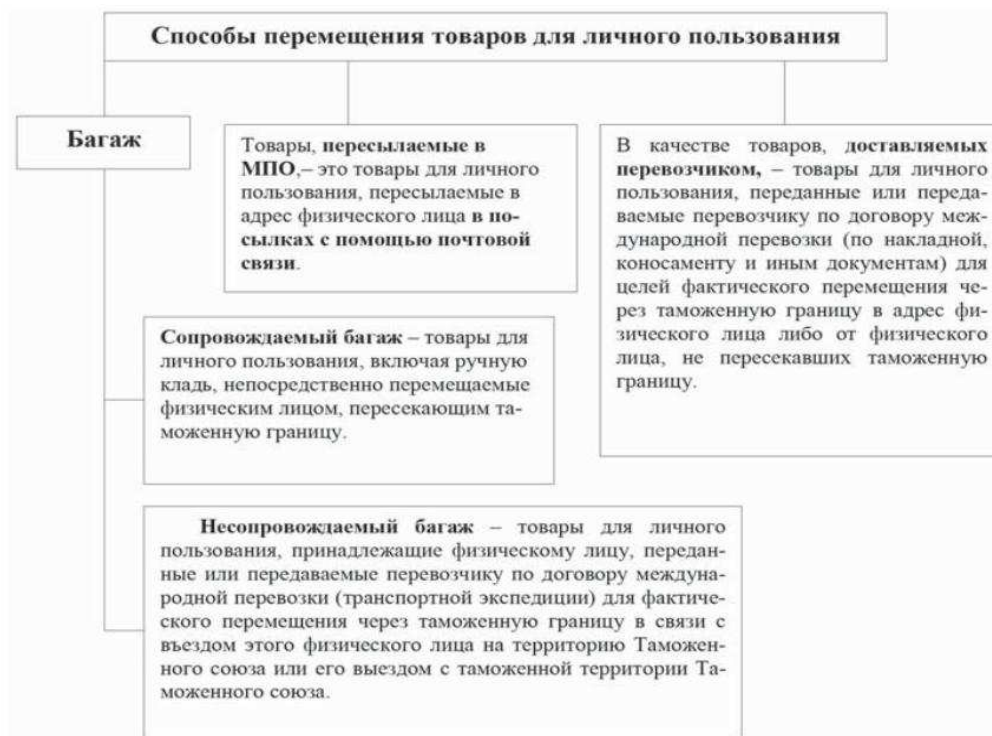 Способы перемещения товаров для личного пользования
Багаж
Товары, пересылаемые в
МПО,– это товары для личного
пользования, пересылаемые в
адрес физического лица в по-
сылках с помощью почтовой
связи.
В качестве товаров, доставляемых
перевозчиком, – товары для личного
пользования, переданные или переда-
ваемые перевозчику по договору меж-
дународной перевозки (по накладной,
коносаменту и иным документам) для
целей фактического перемещения че-
рез таможенную границу в адрес фи-
зического лица либо от физического
лица, не пересекавших таможенную
границу.
Сопровождаемый багаж – товары для
личного пользования, включая ручную
кладь, непосредственно перемещаемые
физическим лицом, пересекающим та-
моженную границу.
Несопровождаемый багаж – товары для личного
пользования, принадлежащие физическому лицу, передан-
ные или передаваемые перевозчику по договору междуна-
родной перевозки (транспортной экспедиции) для фактиче-
ского перемещения через таможенную границу в связи с
въездом этого физического лица на территорию Таможен-
ного союза или его выездом с таможенной территории Та-
моженного союза.